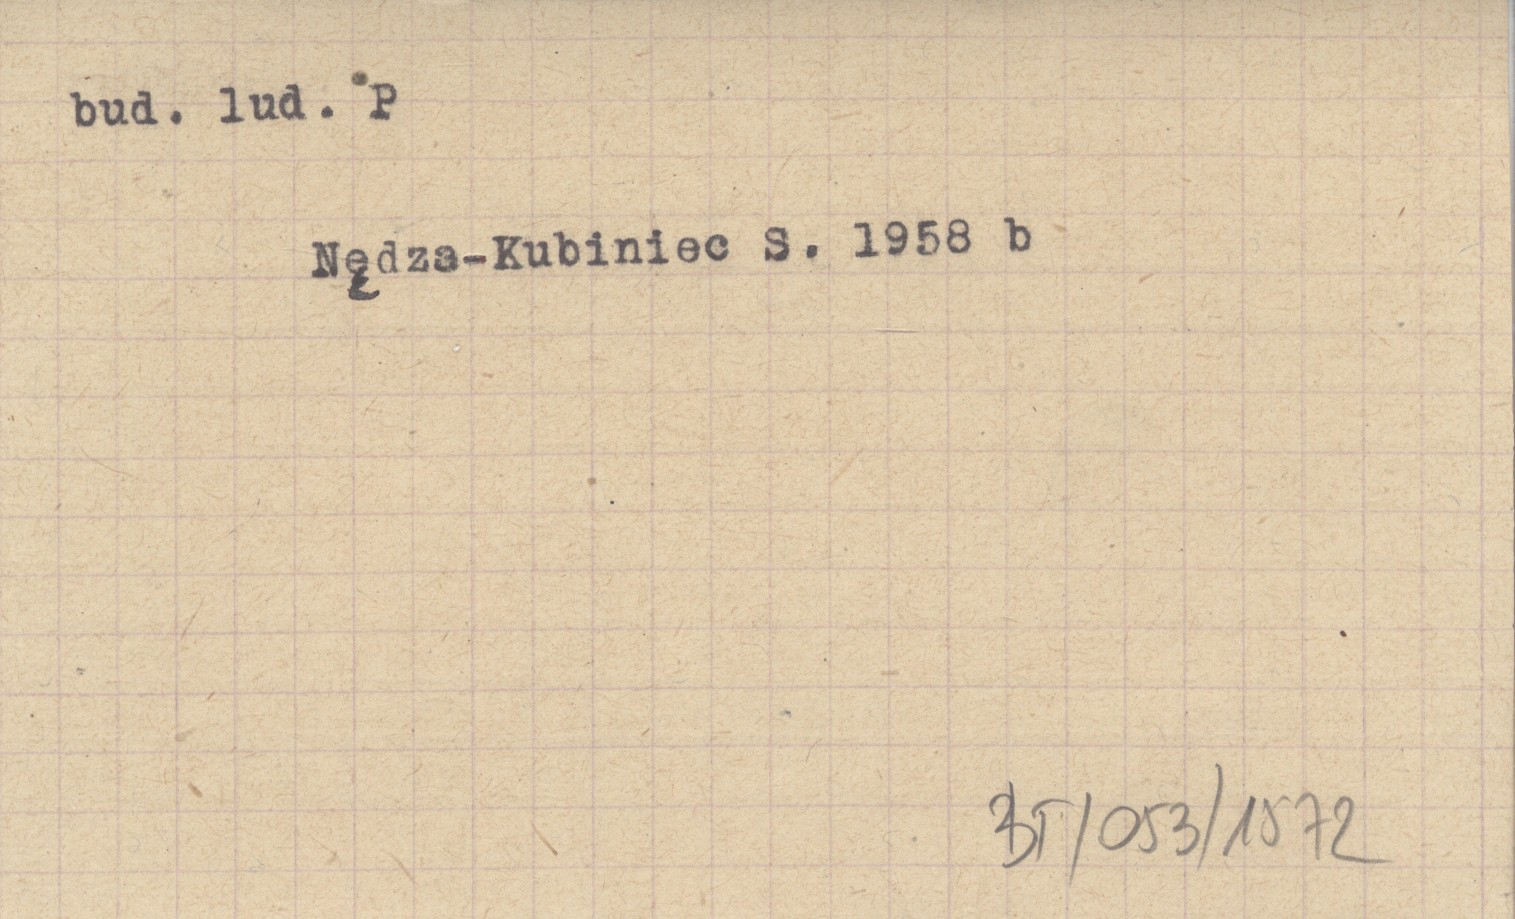 bud. lud. P
Nędza-Kubiniec S. 1958 b
BT/053/1572